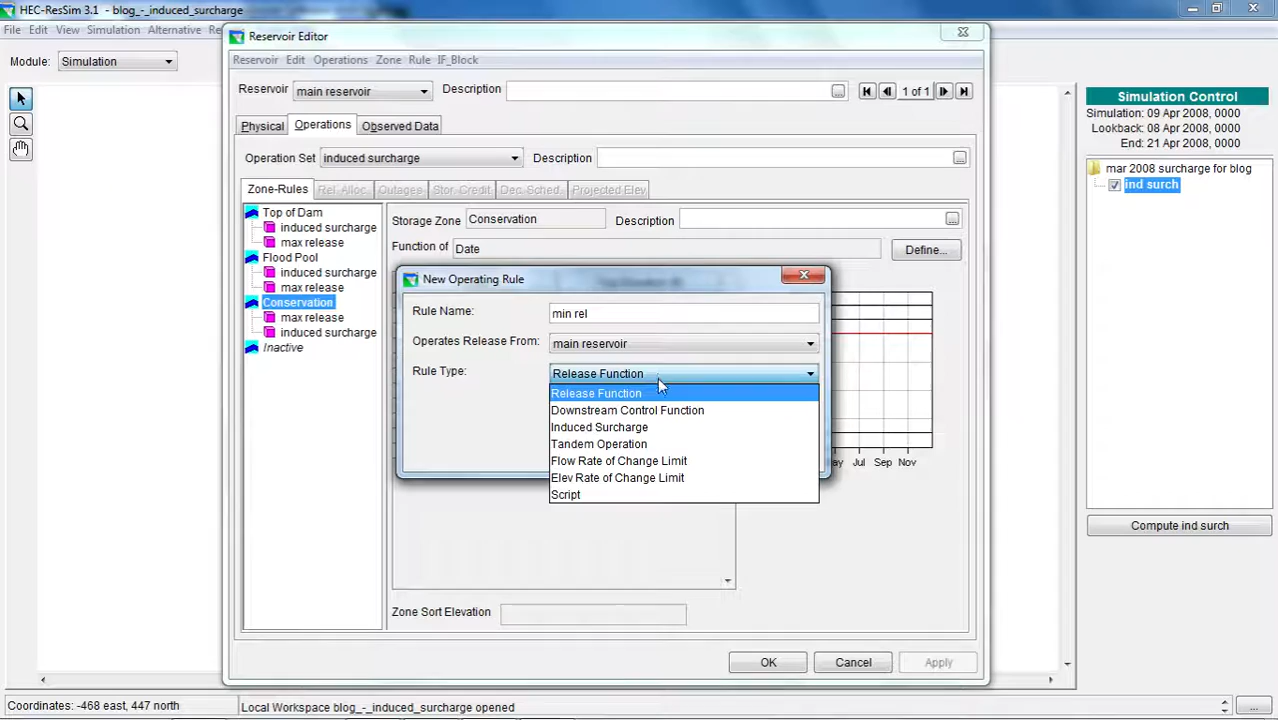 HEC-ResSim 3.1 - blog_-_induced_surcharge
File Edit View Simulation Alternative Re
Module: Simulation
Reservoir Editor
Reservoir Edit Operations Zone Rule IF_Block
Reservoir main reservoir Description ... 1 of 1
Physical Operations Observed Data
Operation Set induced surcharge Description ...
Zone-Rules Rel. Alloc. Outages Stor. Credit Dec. Sched. Projected Elev
Top of Dam
induced surcharge
max release
Flood Pool
induced surcharge
max release
Conservation
max release
induced surcharge
Inactive
Storage Zone Conservation Description ...
Function of Date Define...
New Operating Rule
Rule Name: min rel
Operates Release From: main reservoir
Rule Type: Release Function
Release Function
Downstream Control Function
Induced Surcharge
Tandem Operation
Flow Rate of Change Limit
Elev Rate of Change Limit
Script
Jul Sep Nov
Zone Sort Elevation
OK Cancel Apply
Simulation Control
Simulation: 09 Apr 2008, 0000
Lookback: 08 Apr 2008, 0000
End: 21 Apr 2008, 0000
mar 2008 surcharge for blog
ind surch
Compute ind surch
Coordinates: -468 east, 447 north Local Workspace blog_-_induced_surcharge opened ...